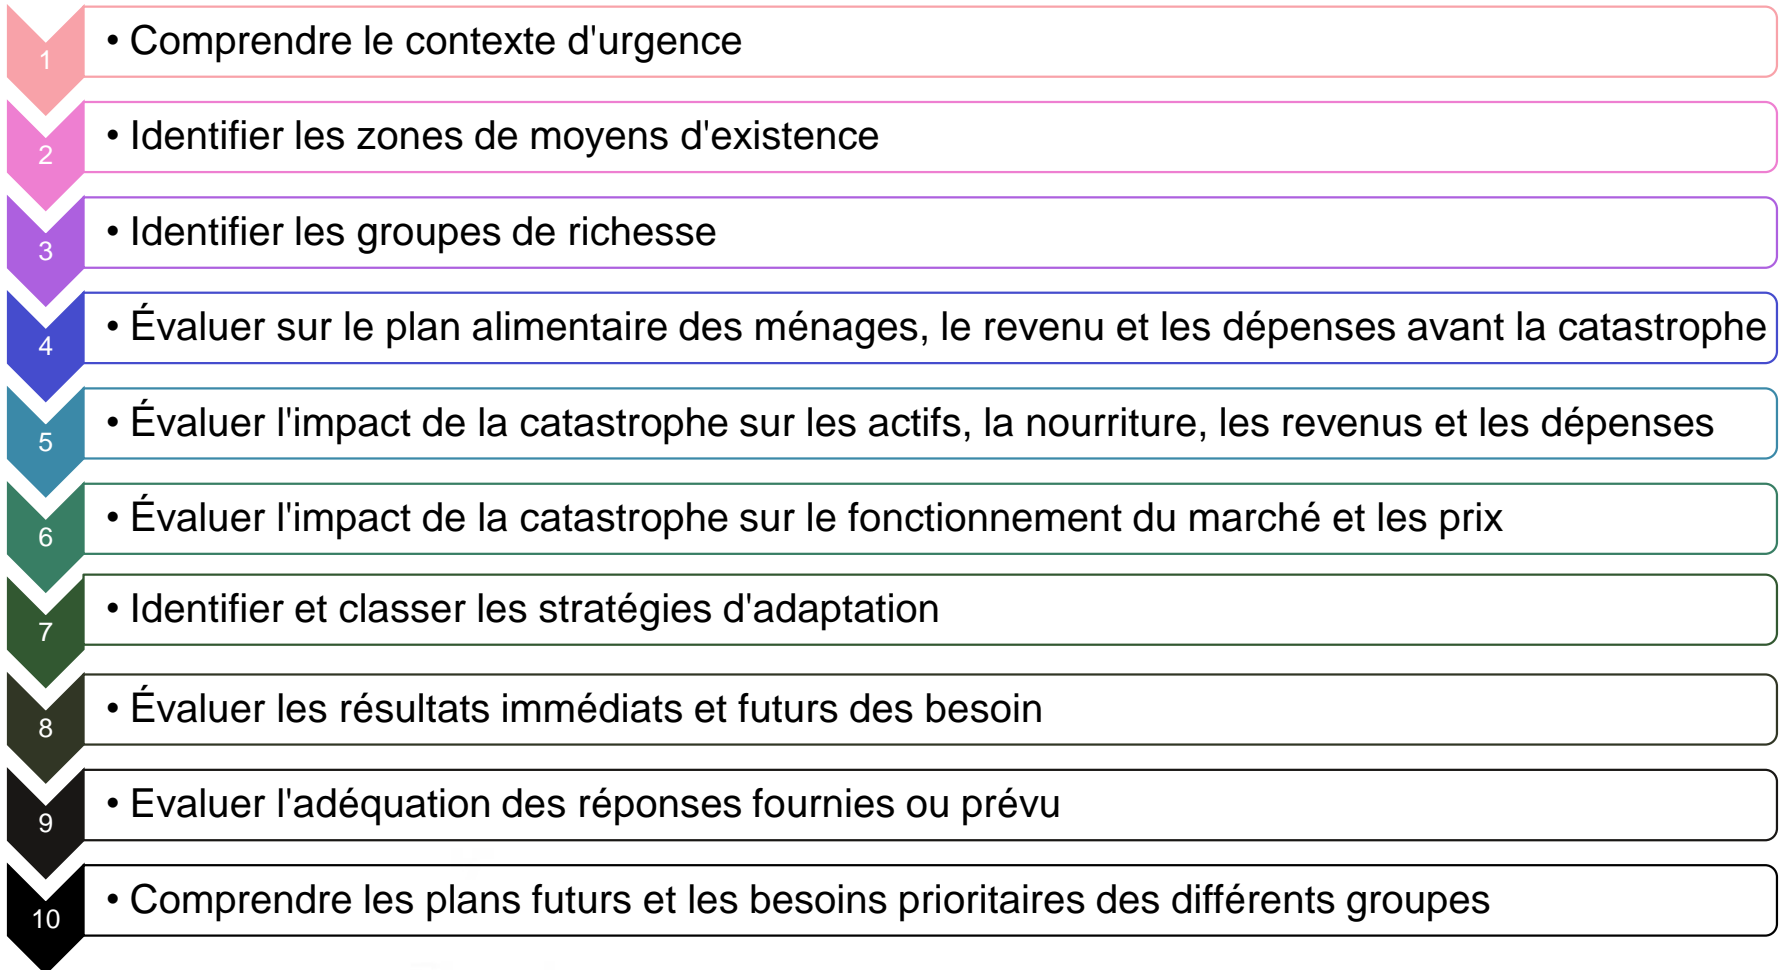 1
• Comprendre le contexte d'urgence
2
• Identifier les zones de moyens d'existence
3
• Identifier les groupes de richesse
4
• Évaluer sur le plan alimentaire des ménages, le revenu et les dépenses avant la catastrophe
5
• Évaluer l'impact de la catastrophe sur les actifs, la nourriture, les revenus et les dépenses
6
• Évaluer l'impact de la catastrophe sur le fonctionnement du marché et les prix
7
• Identifier et classer les stratégies d'adaptation
8
• Évaluer les résultats immédiats et futurs des besoin
9
• Evaluer l'adéquation des réponses fournies ou prévu
10
• Comprendre les plans futurs et les besoins prioritaires des différents groupes